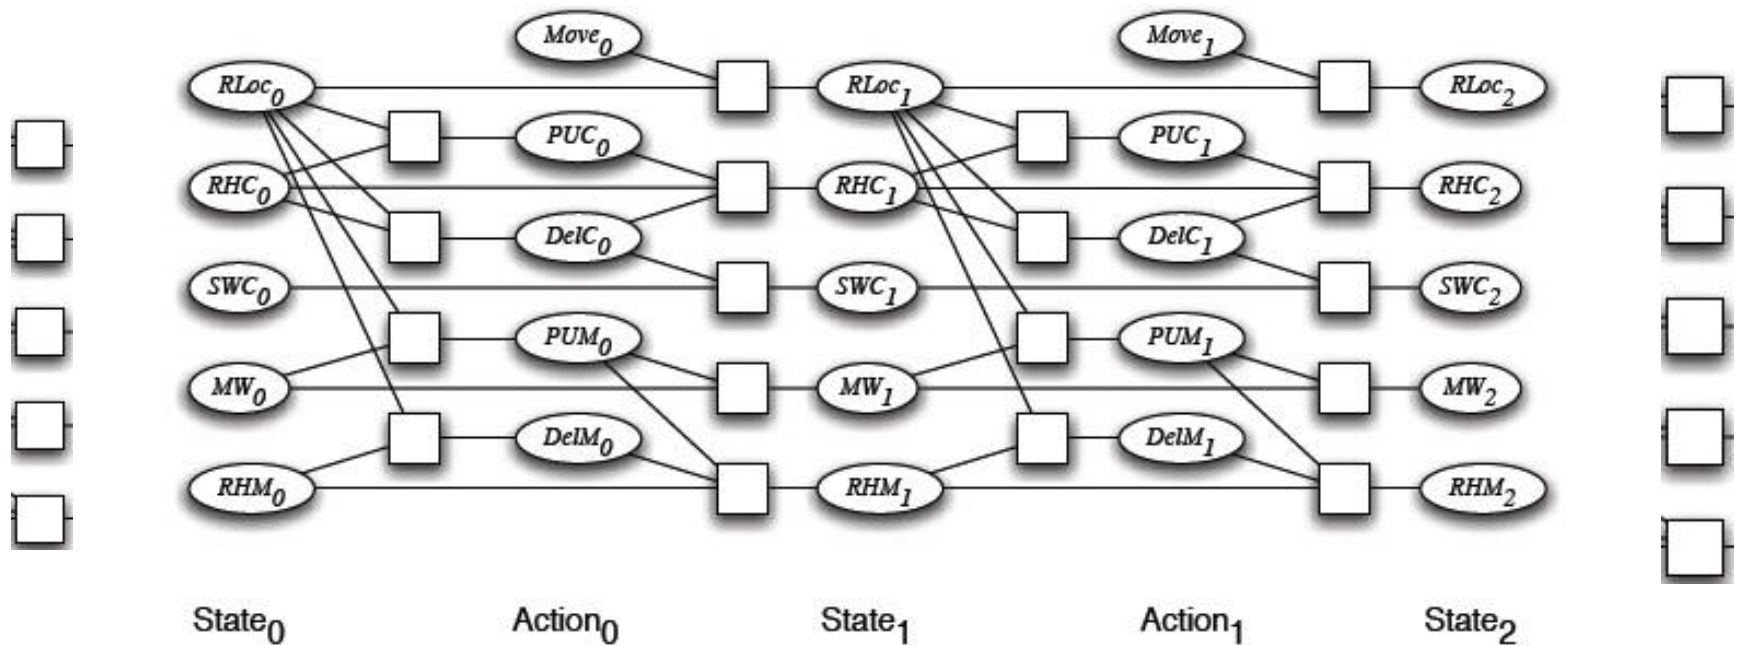 Move0 Move1
RLoc0 RLoc1 RLoc2
PUC0 PUC1
RHC0 RHC1 RHC2
DelC0 DelC1
SWC0 SWC1 SWC2
PUM0 PUM1
MW0 MW1 MW2
DelM0 DelM1
RHM0 RHM1 RHM2
State0 Action0 State1 Action1 State2